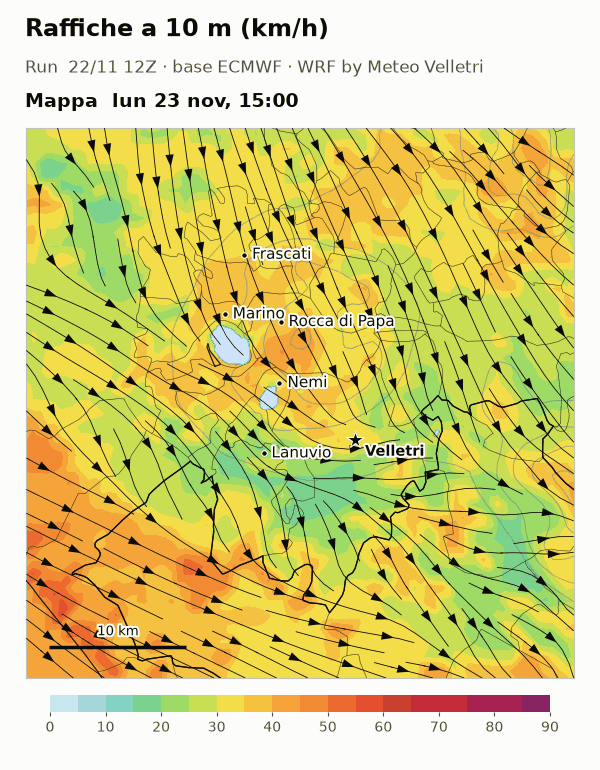 Raffiche a 10 m (km/h)
Run  22/11 12Z · base ECMWF · WRF by Meteo Velletri
Mappa  lun 23 nov, 15:00
Frascati
Marino
Rocca di Papa
Nemi
Velletri
Lanuvio
10 km
0 10 20 30 40 50 60 70 80 90